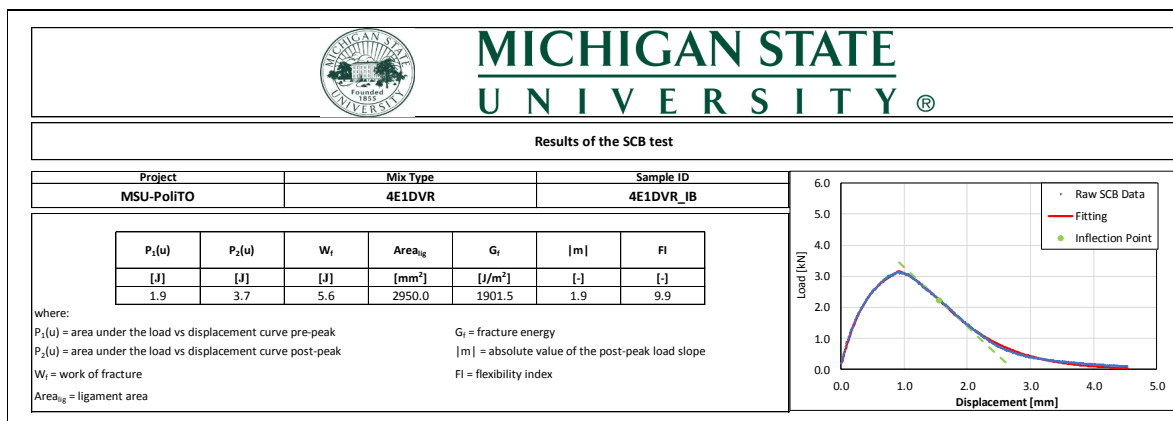 MICHIGAN STATE
UNIVERSITY ®
MICHIGAN STATE
Founded
1855
UNIVERSITY
Results of the SCB test
Project Mix Type Sample ID
MSU-PoliTO 4E1DVR 4E1DVR_IB
P₁(u) P₂(u) Wf Areaₗᵢg Gf |m| FI
[J] [J] [J] [mm²] [J/m²] [-] [-]
1.9 3.7 5.6 2950.0 1901.5 1.9 9.9
where:
P₁(u) = area under the load vs displacement curve pre-peak
Gf = fracture energy
P₂(u) = area under the load vs displacement curve post-peak
|m| = absolute value of the post-peak load slope
Wf = work of fracture
FI = flexibility index
Areaₗᵢg = ligament area
6.0
5.0
4.0
3.0
2.0
1.0
0.0
Load [kN]
Raw SCB Data
Fitting
Inflection Point
0.0 1.0 2.0 3.0 4.0 5.0
Displacement [mm]